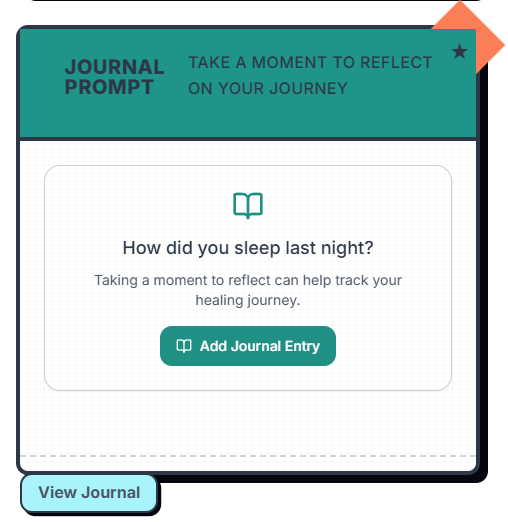 JOURNAL
PROMPT
TAKE A MOMENT TO REFLECT
ON YOUR JOURNEY
How did you sleep last night?
Taking a moment to reflect can help track your
healing journey.
Add Journal Entry
View Journal